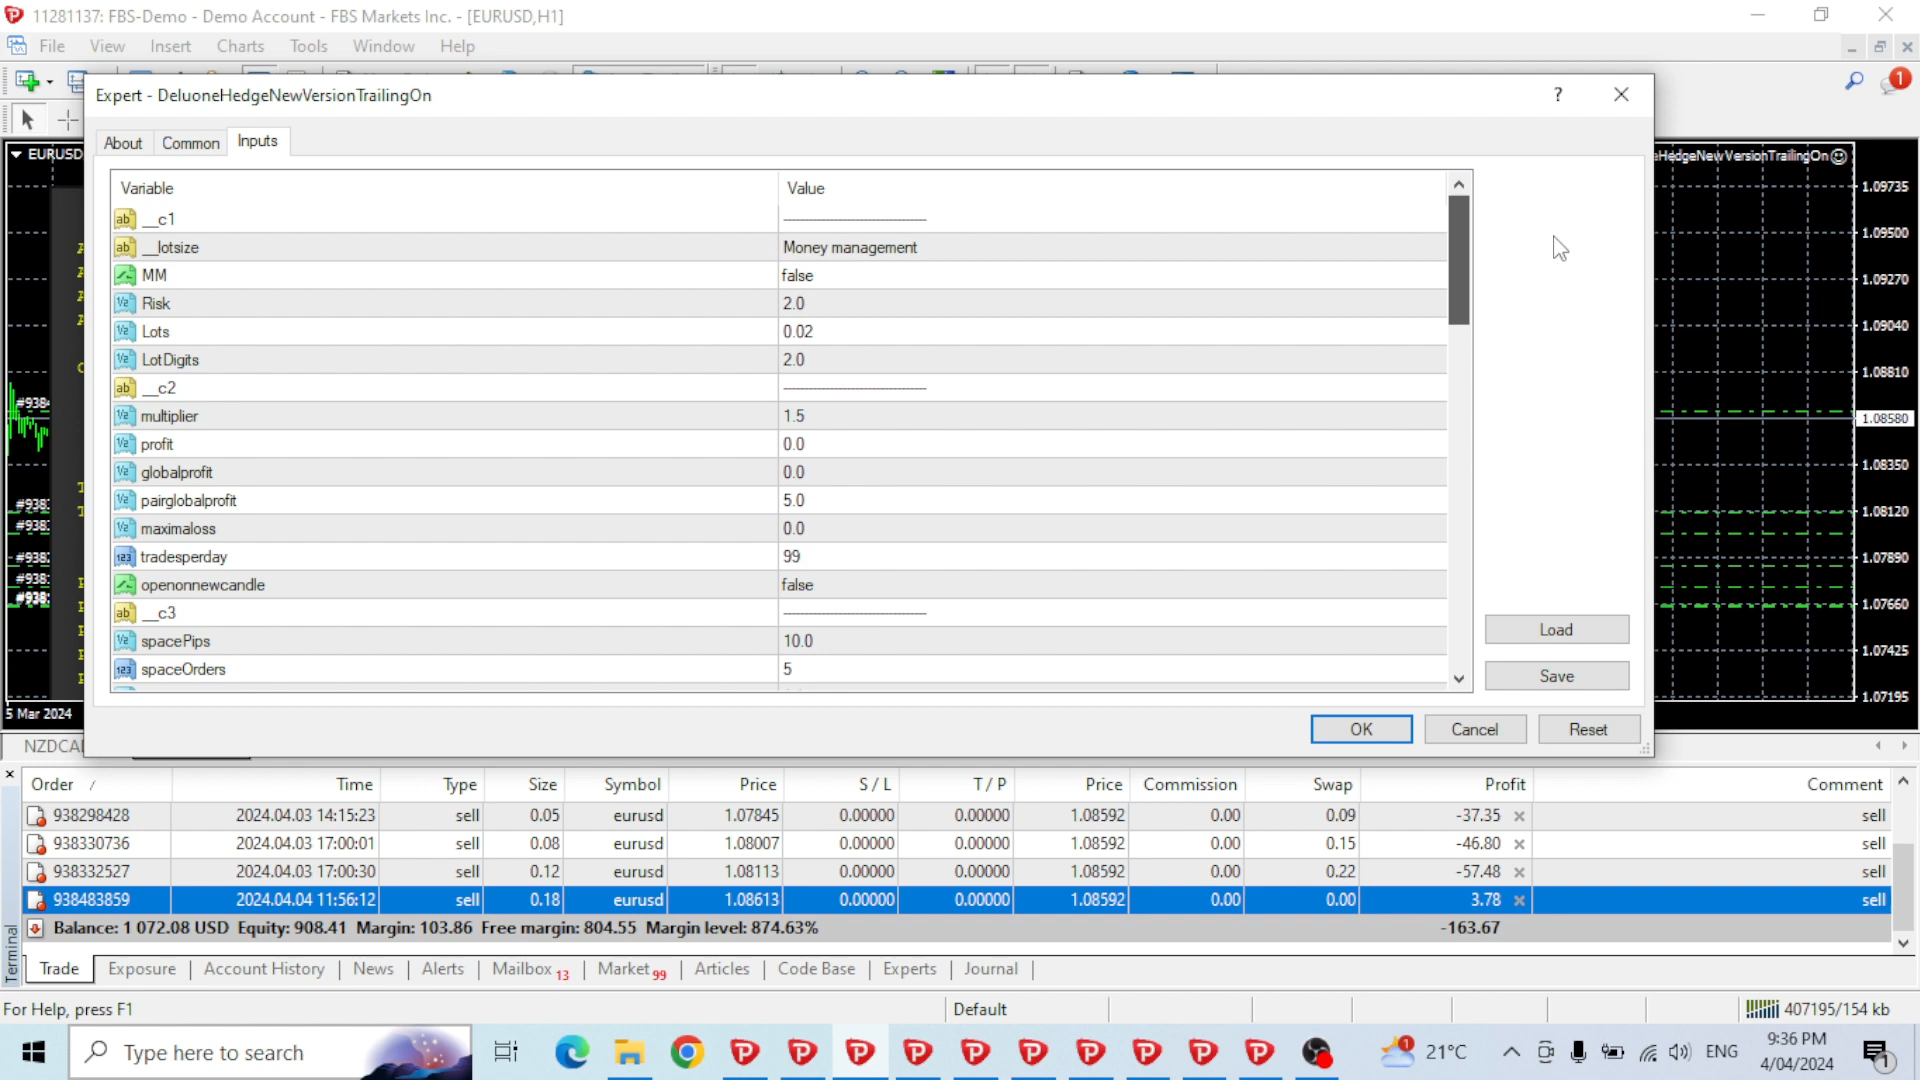 11281137: FBS-Demo - Demo Account - FBS Markets Inc. - [EURUSD,H1]
File View Insert Charts Tools Window Help
1
Expert - DeluoneHedgeNewVersionTrailingOn
? 
About Common Inputs
EURUSD
eHedgeNewVersionTrailingOn
Variable Value
__c1 ----------------------------------
__lotsize Money management
MM false
Risk 2.0
Lots 0.02
LotDigits 2.0
__c2 ----------------------------------
multiplier 1.5
profit 0.0
globalprofit 0.0
pairglobalprofit 5.0
maximaloss 0.0
tradesperday 99
openonnewcandle false
__c3 ----------------------------------
spacePips 10.0
spaceOrders 5
Load
Save
OK Cancel Reset
1.09735
1.09500
1.09270
1.09040
1.08810
1.08580
1.08350
1.08120
1.07890
1.07660
1.07425
1.07195
5 Mar 2024
NZDCA
Order / Time Type Size Symbol Price S / L T / P Price Commission Swap Profit Comment
938298428 2024.04.03 14:15:23 sell 0.05 eurusd 1.07845 0.00000 0.00000 1.08592 0.00 0.09 -37.35 sell
938330736 2024.04.03 17:00:01 sell 0.08 eurusd 1.08007 0.00000 0.00000 1.08592 0.00 0.15 -46.80 sell
938332527 2024.04.03 17:00:30 sell 0.12 eurusd 1.08113 0.00000 0.00000 1.08592 0.00 0.22 -57.48 sell
938483859 2024.04.04 11:56:12 sell 0.18 eurusd 1.08613 0.00000 0.00000 1.08592 0.00 0.00 3.78 sell
Balance: 1 072.08 USD Equity: 908.41 Margin: 103.86 Free margin: 804.55 Margin level: 874.63% -163.67
Terminal
Trade Exposure Account History News Alerts Mailbox 13 Market 99 Articles Code Base Experts Journal
For Help, press F1 Default 407195/154 kb
Type here to search
1 21°C ENG
9:36 PM
4/04/2024
1